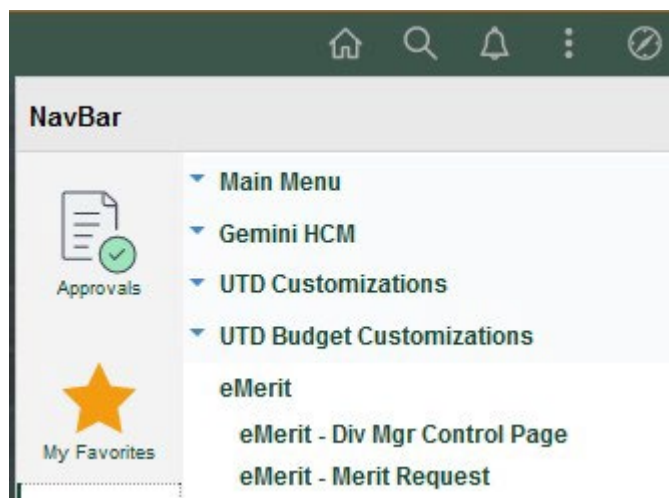 NavBar
Approvals
My Favorites
Main Menu
Gemini HCM
UTD Customizations
UTD Budget Customizations
eMerit
eMerit - Div Mgr Control Page
eMerit - Merit Request